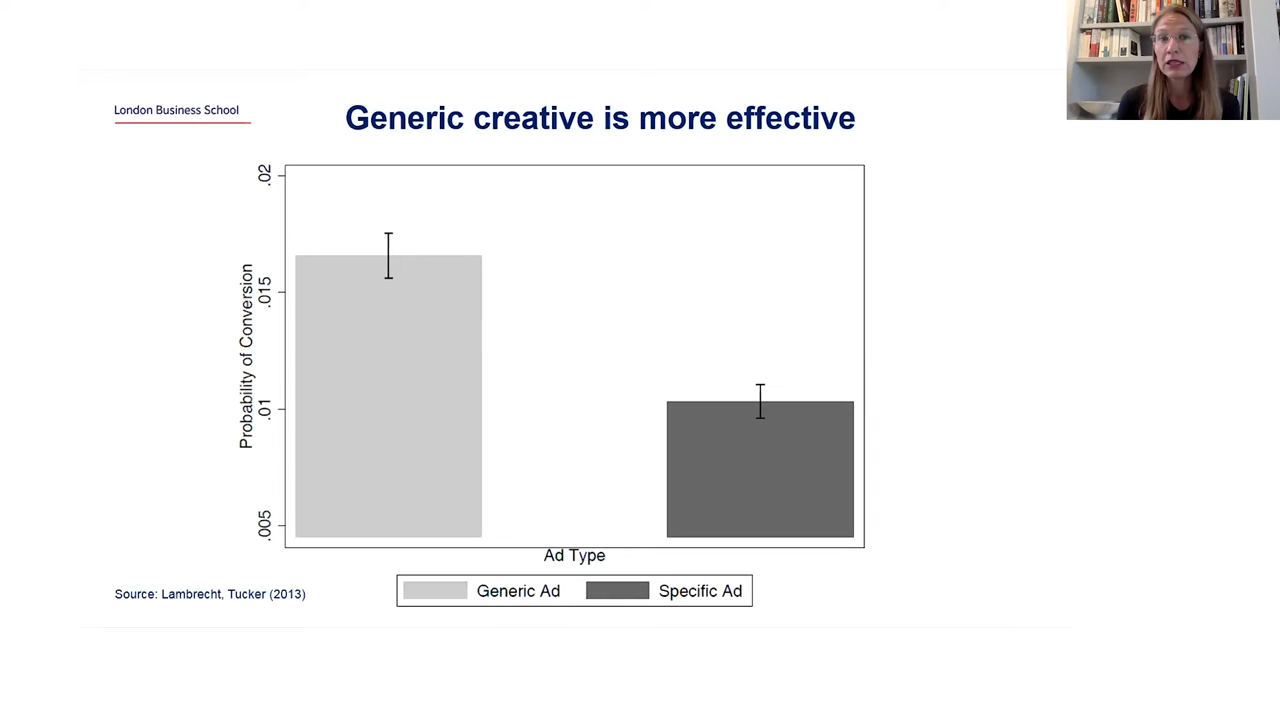 London Business School
Generic creative is more effective
.02
.015
.01
.005
Probability of Conversion
Ad Type
Generic Ad
Specific Ad
Source: Lambrecht, Tucker (2013)